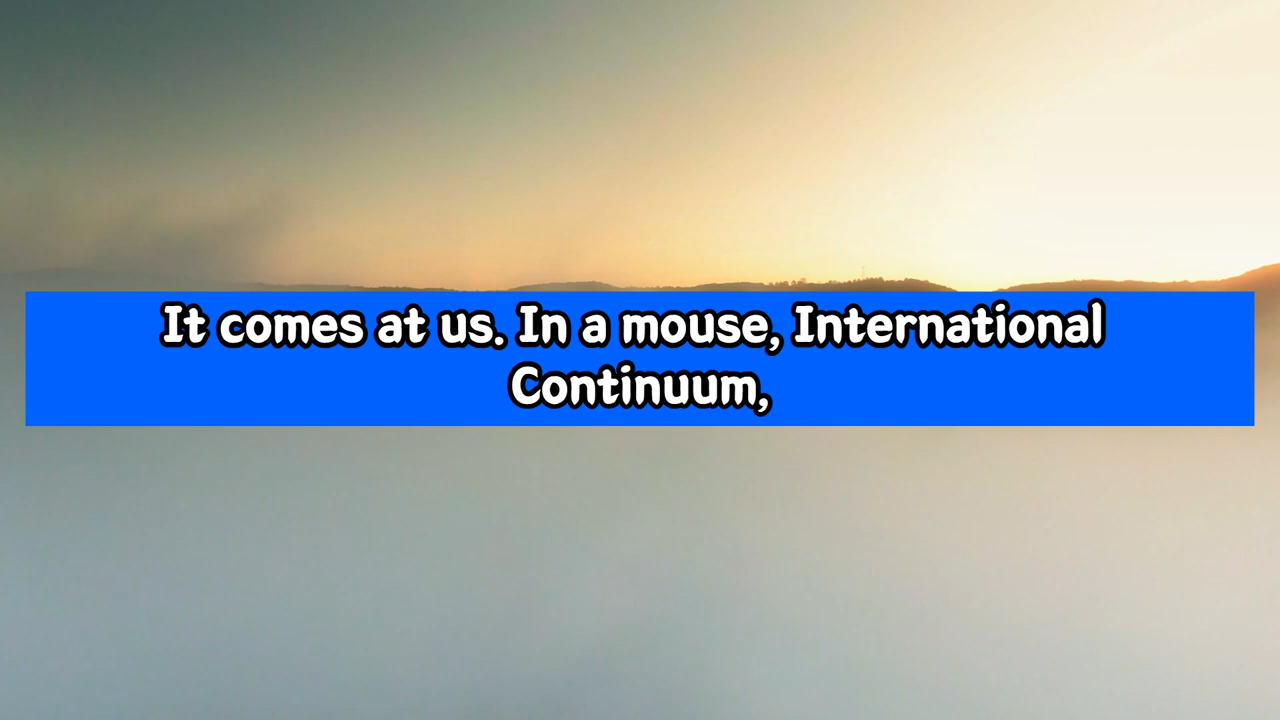 It comes at us. In a mouse, International
Continuum,